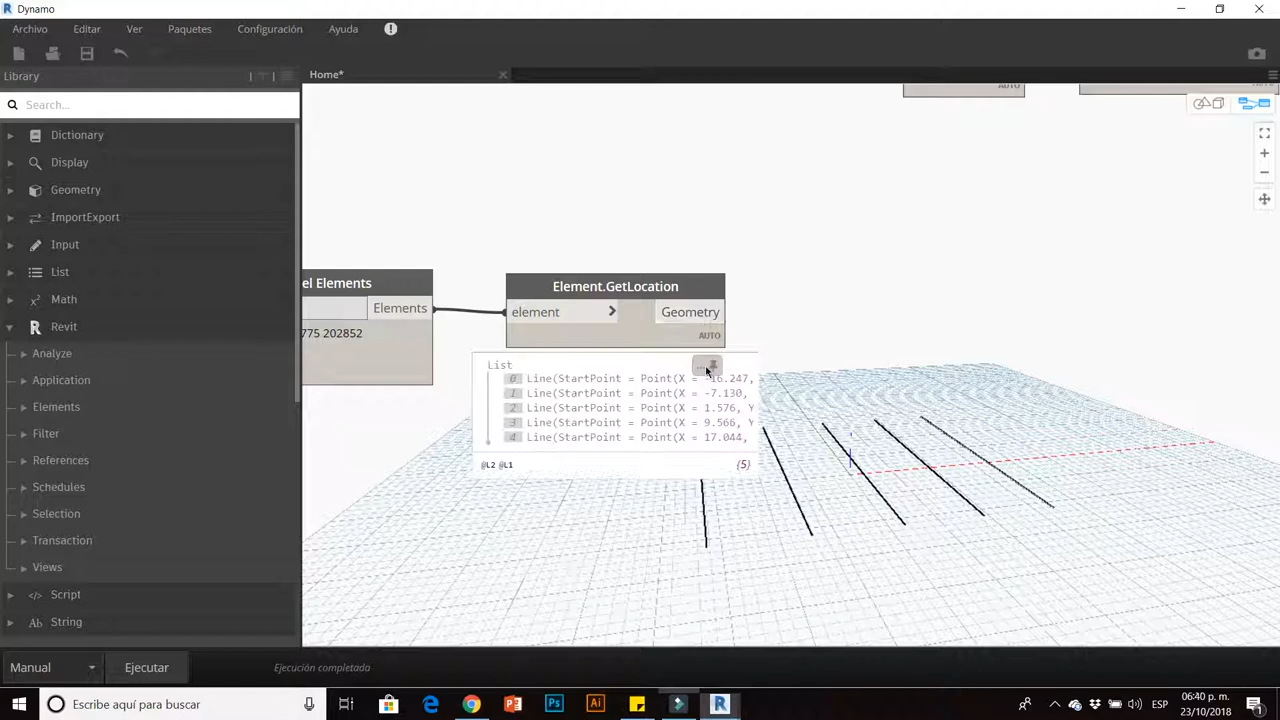 Dynamo
Archivo Editar Ver Paquetes Configuración Ayuda
Library
Home*
Search...
Dictionary
Display
Geometry
ImportExport
Input
List
Math
Revit
Analyze
Application
Elements
Filter
References
Schedules
Selection
Transaction
Views
Script
Ab String
AUTO
el Elements
Elements
775 202852
Element.GetLocation
element > Geometry
AUTO
List
0 Line(StartPoint = Point(X = -16.247,
1 Line(StartPoint = Point(X = -7.130,
2 Line(StartPoint = Point(X = 1.576, Y
3 Line(StartPoint = Point(X = 9.566, Y
4 Line(StartPoint = Point(X = 17.044,
@L2 @L1 {5}
Manual Ejecutar Ejecución completada
Escribe aquí para buscar
ESP
06:40 p. m.
23/10/2018